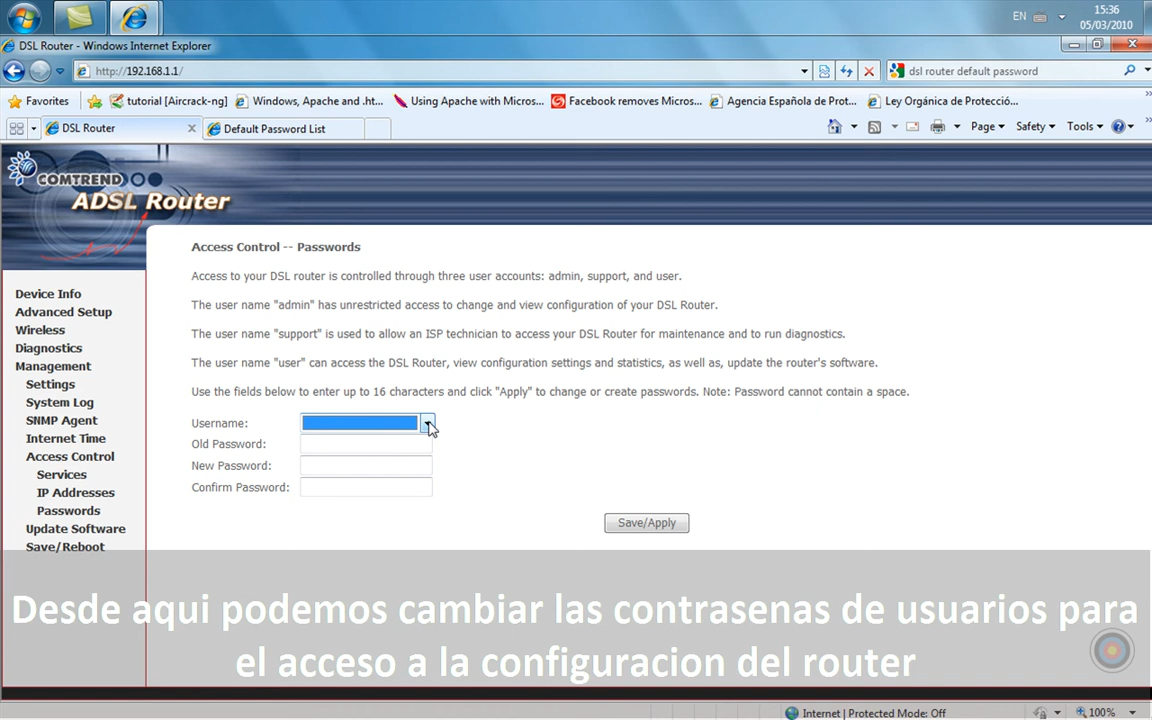 EN
15:36
05/03/2010
DSL Router - Windows Internet Explorer
http://192.168.1.1/
dsl router default password
Favorites
tutorial [Aircrack-ng]
Windows, Apache and .ht...
Using Apache with Micros...
Facebook removes Micros...
Agencia Española de Prot...
Ley Orgánica de Protecció...
DSL Router
Default Password List
Page
Safety
Tools
COMTREND
ADSL Router
Device Info
Advanced Setup
Wireless
Diagnostics
Management
Settings
System Log
SNMP Agent
Internet Time
Access Control
Services
IP Addresses
Passwords
Update Software
Save/Reboot
Access Control -- Passwords
Access to your DSL router is controlled through three user accounts: admin, support, and user.
The user name "admin" has unrestricted access to change and view configuration of your DSL Router.
The user name "support" is used to allow an ISP technician to access your DSL Router for maintenance and to run diagnostics.
The user name "user" can access the DSL Router, view configuration settings and statistics, as well as, update the router's software.
Use the fields below to enter up to 16 characters and click "Apply" to change or create passwords. Note: Password cannot contain a space.
Username:
Old Password:
New Password:
Confirm Password:
Save/Apply
Desde aqui podemos cambiar las contrasenas de usuarios para
el acceso a la configuracion del router
Internet | Protected Mode: Off
100%